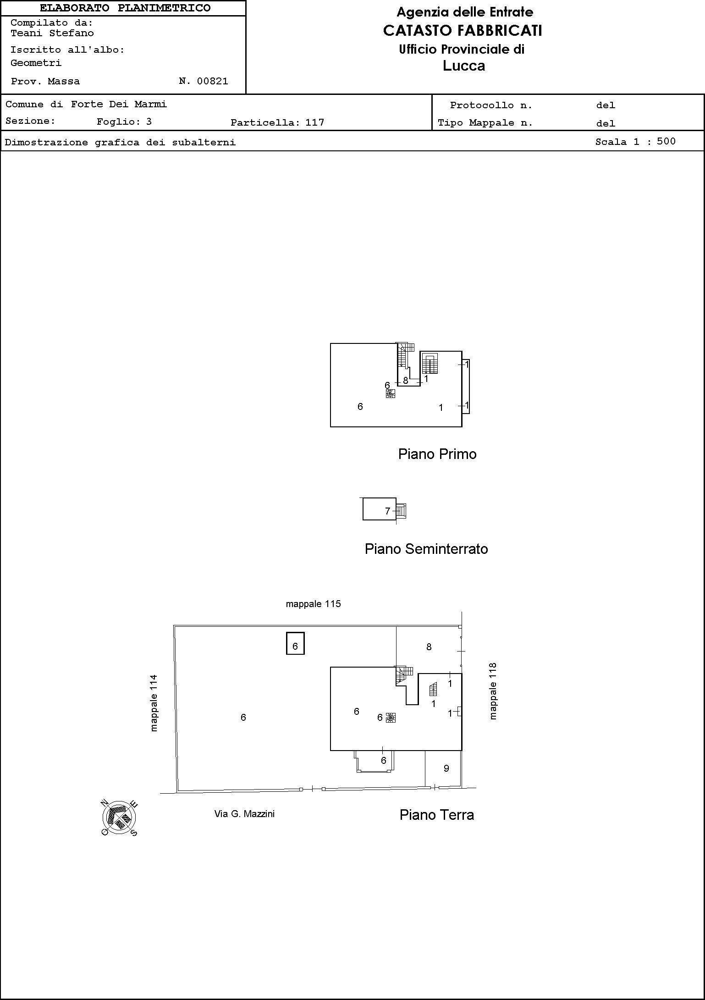 ELABORATO PLANIMETRICO
Compilato da:
Teani Stefano
Iscritto all'albo:
Geometri
Prov. Massa N. 00821
Agenzia delle Entrate
CATASTO FABBRICATI
Ufficio Provinciale di
Lucca
Comune di Forte Dei Marmi
Sezione: Foglio: 3 Particella: 117
Protocollo n. del
Tipo Mappale n. del
Dimostrazione grafica dei subalterni Scala 1 : 500
1
8 1
6
6 1 1
Piano Primo
7
Piano Seminterrato
mappale 115
6 8
mappale 114
mappale 118
1
1
6 6 6 1
6
9
N E
O S
Via G. Mazzini
Piano Terra